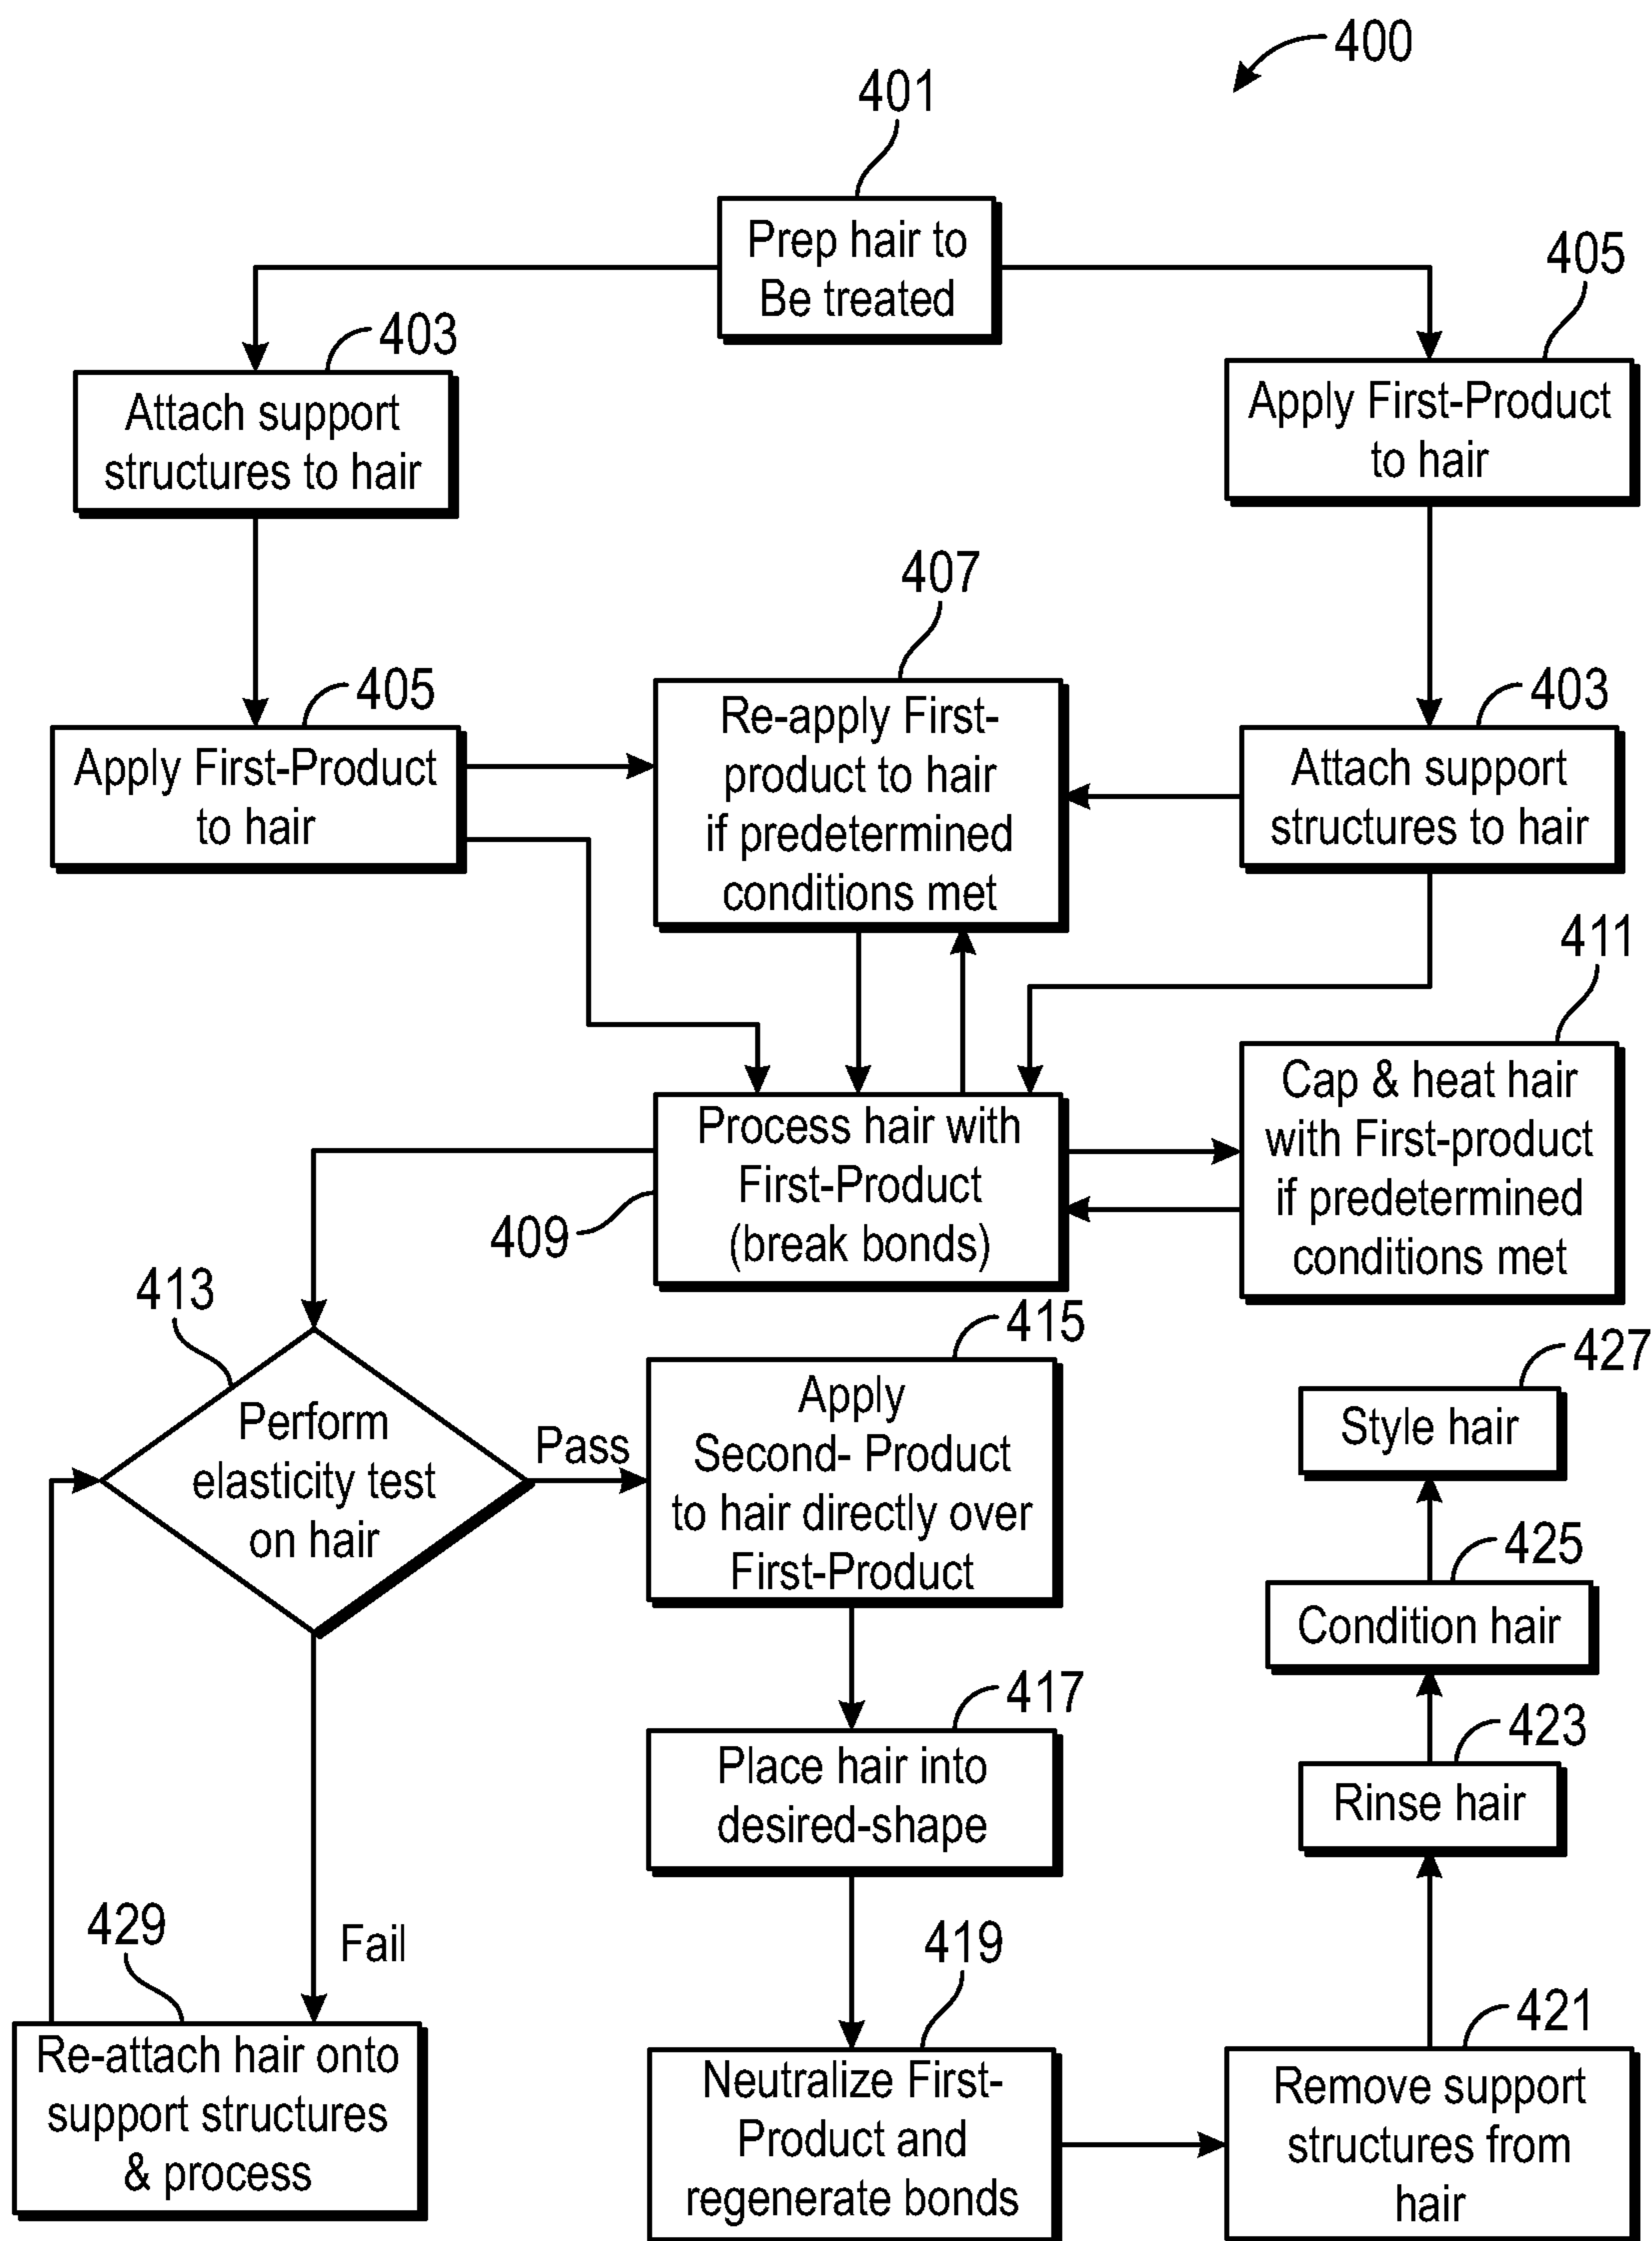 400
401
Prep hair to
Be treated
403
Attach support
structures to hair
405
Apply First-Product
to hair
405
Apply First-Product
to hair
407
Re-apply First-
product to hair
if predetermined
conditions met
403
Attach support
structures to hair
409
Process hair with
First-Product
(break bonds)
411
Cap & heat hair
with First-product
if predetermined
conditions met
413
Perform
elasticity test
on hair
Pass
415
Apply
Second- Product
to hair directly over
First-Product
427
Style hair
425
Condition hair
417
Place hair into
desired-shape
423
Rinse hair
Fail
429
Re-attach hair onto
support structures
& process
419
Neutralize First-
Product and
regenerate bonds
421
Remove support
structures from
hair